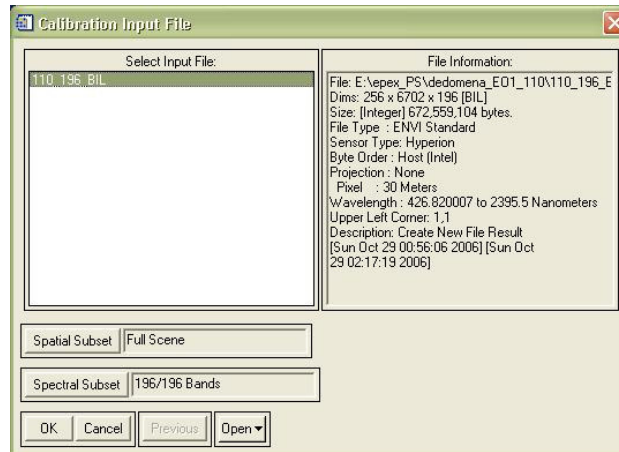 Calibration Input File
Select Input File:
110_196_BIL
File Information:
File: E:\epex_PS\dedomena_EO1_110\110_196_E
Dims: 256 x 6702 x 196 [BIL]
Size: [Integer] 672,559,104 bytes.
File Type : ENVI Standard
Sensor Type: Hyperion
Byte Order : Host (Intel)
Projection : None
Pixel : 30 Meters
Wavelength : 426.820007 to 2395.5 Nanometers
Upper Left Corner: 1,1
Description: Create New File Result
[Sun Oct 29 00:56:06 2006] [Sun Oct
29 02:17:19 2006]
Spatial Subset Full Scene
Spectral Subset 196/196 Bands
OK Cancel Previous Open